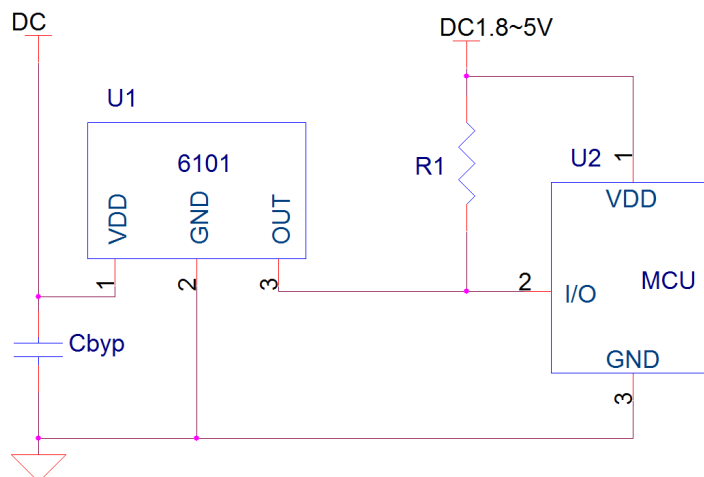 DC
DC1.8~5V
U1
6101
VDD
GND
OUT
1
2
3
Cbyp
R1
U2
1
VDD
2
I/O
MCU
GND
3